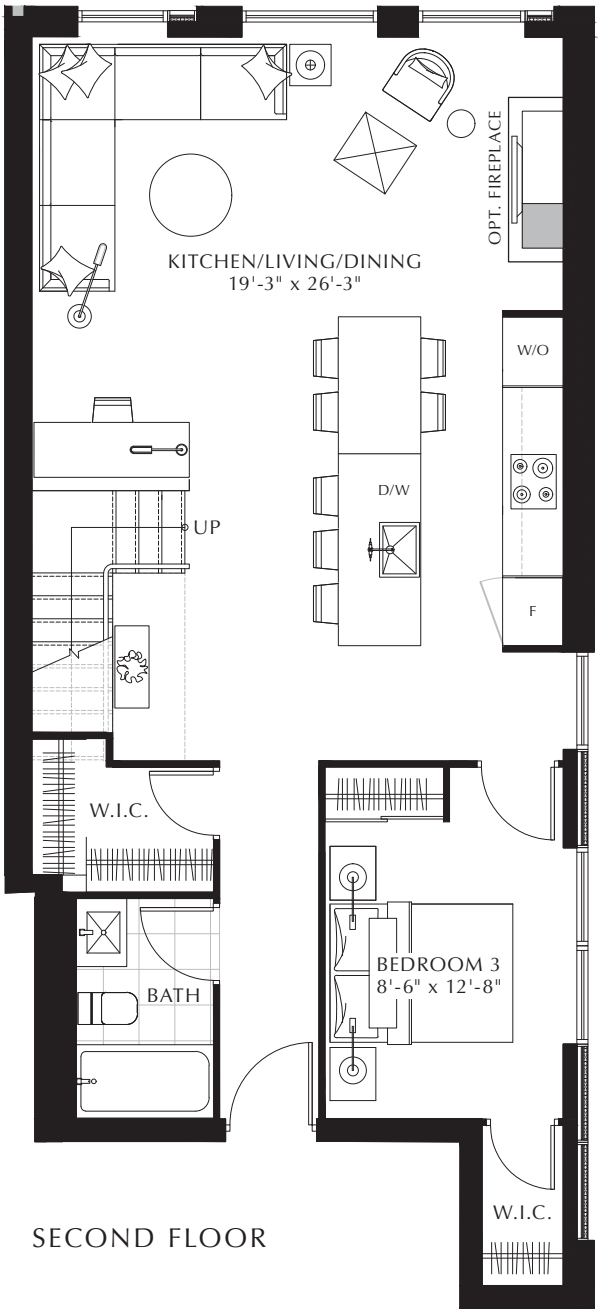 OPT. FIREPLACE
KITCHEN/LIVING/DINING
19'-3" x 26'-3"
W/O
D/W
UP
F
W.I.C.
BEDROOM 3
8'-6" x 12'-8"
BATH
W.I.C.
SECOND FLOOR